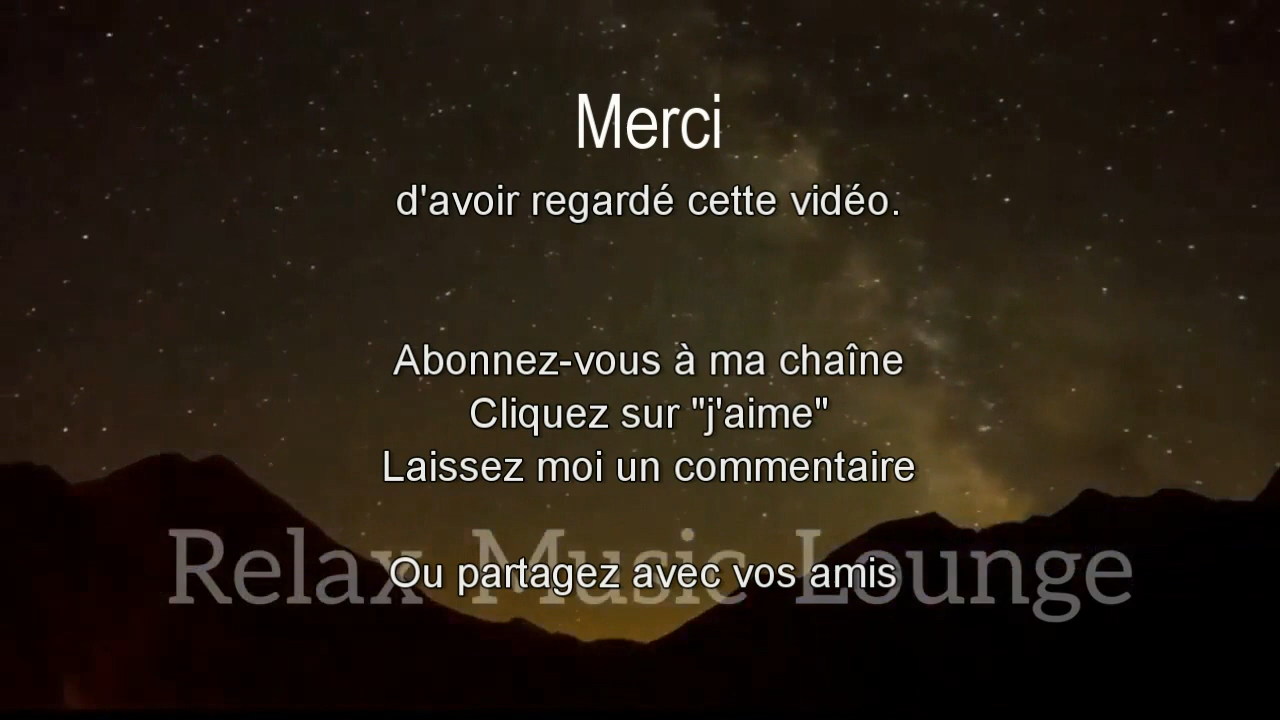 Merci
d'avoir regardé cette vidéo.
Abonnez-vous à ma chaîne
Cliquez sur "j'aime"
Laissez moi un commentaire
Relax Music Lounge
Ou partagez avec vos amis